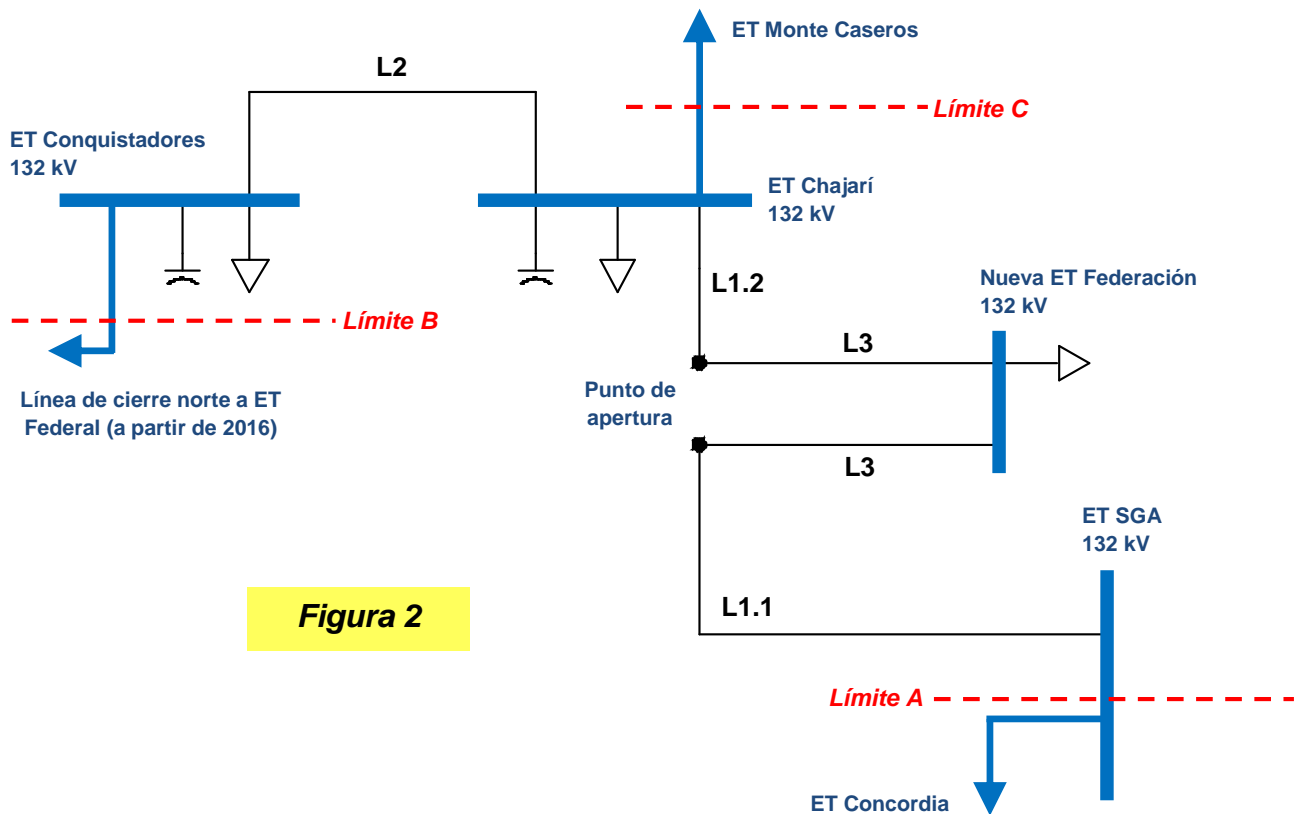 ET Monte Caseros
L2
Límite C
ET Conquistadores
132 kV
ET Chajarí
132 kV
L1.2
Nueva ET Federación
132 kV
Límite B
L3
Línea de cierre norte a ET
Federal (a partir de 2016)
Punto de
apertura
L3
ET SGA
132 kV
Figura 2
L1.1
Límite A
ET Concordia